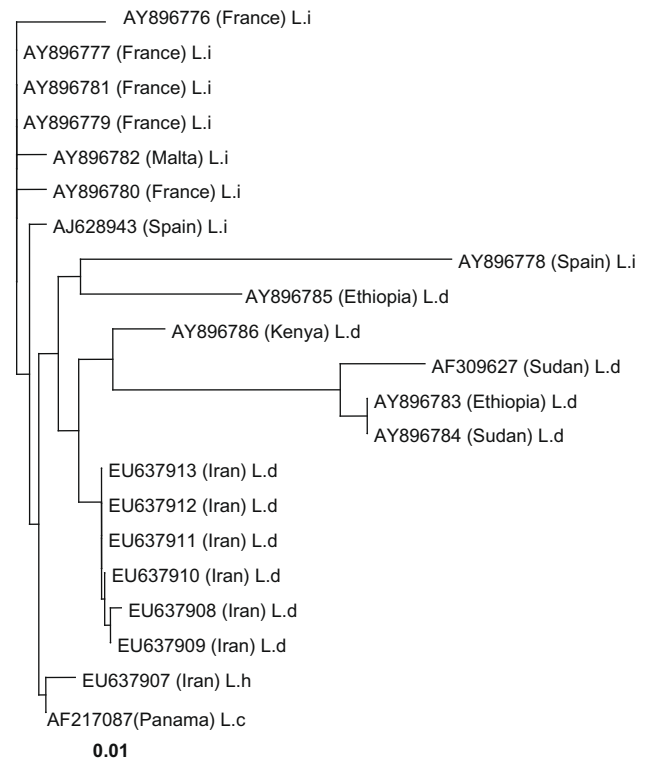 AY896776 (France) L.i
AY896777 (France) L.i
AY896781 (France) L.i
AY896779 (France) L.i
AY896782 (Malta) L.i
AY896780 (France) L.i
AJ628943 (Spain) L.i
AY896778 (Spain) L.i
AY896785 (Ethiopia) L.d
AY896786 (Kenya) L.d
AF309627 (Sudan) L.d
AY896783 (Ethiopia) L.d
AY896784 (Sudan) L.d
EU637913 (Iran) L.d
EU637912 (Iran) L.d
EU637911 (Iran) L.d
EU637910 (Iran) L.d
EU637908 (Iran) L.d
EU637909 (Iran) L.d
EU637907 (Iran) L.h
AF217087(Panama) L.c
0.01